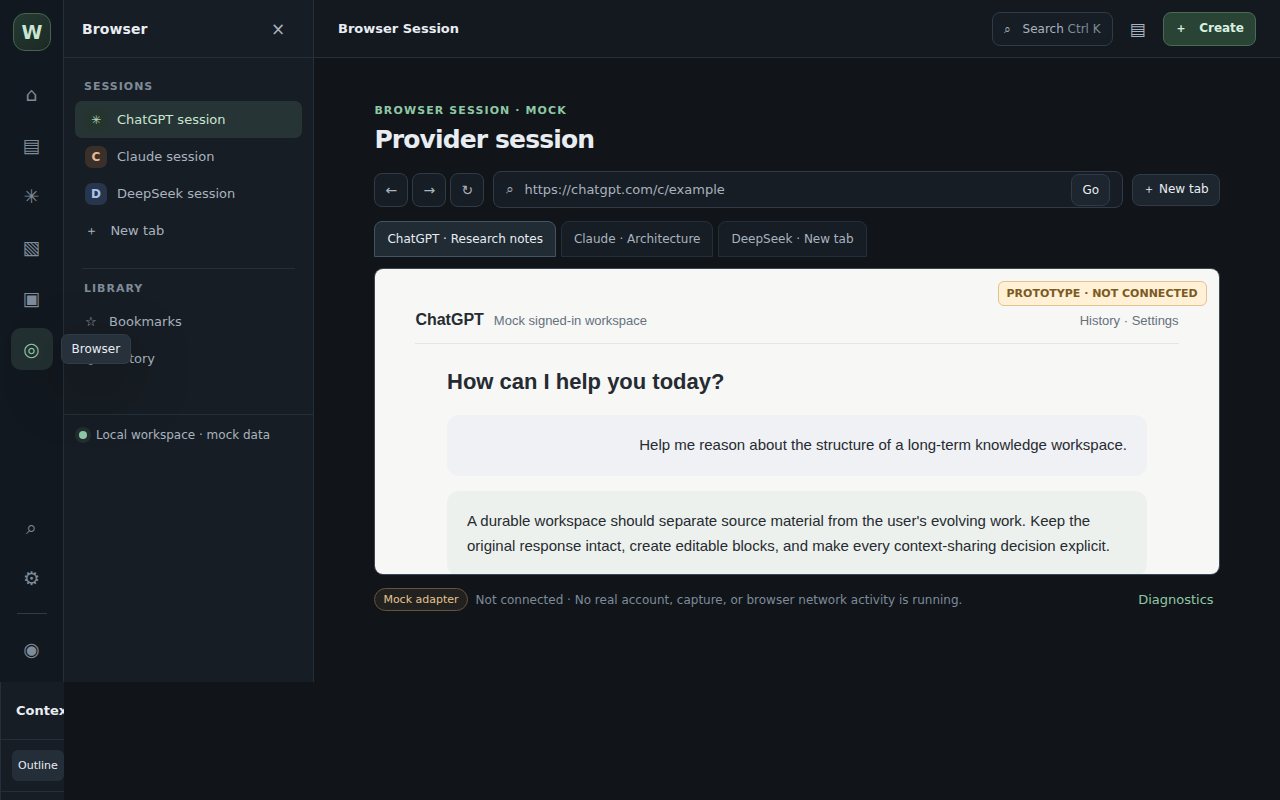 W
Browser
×
SESSIONS
ChatGPT session
C Claude session
D DeepSeek session
+ New tab
LIBRARY
Bookmarks
Browser
tory
Local workspace · mock data
Contex
Outline
Browser Session
Search Ctrl K
+ Create
BROWSER SESSION · MOCK
Provider session
← → ↻ https://chatgpt.com/c/example Go + New tab
ChatGPT · Research notes Claude · Architecture DeepSeek · New tab
PROTOTYPE · NOT CONNECTED
ChatGPT Mock signed-in workspace History · Settings
How can I help you today?
Help me reason about the structure of a long-term knowledge workspace.
A durable workspace should separate source material from the user's evolving work. Keep the
original response intact, create editable blocks, and make every context-sharing decision explicit.
Mock adapter Not connected · No real account, capture, or browser network activity is running. Diagnostics